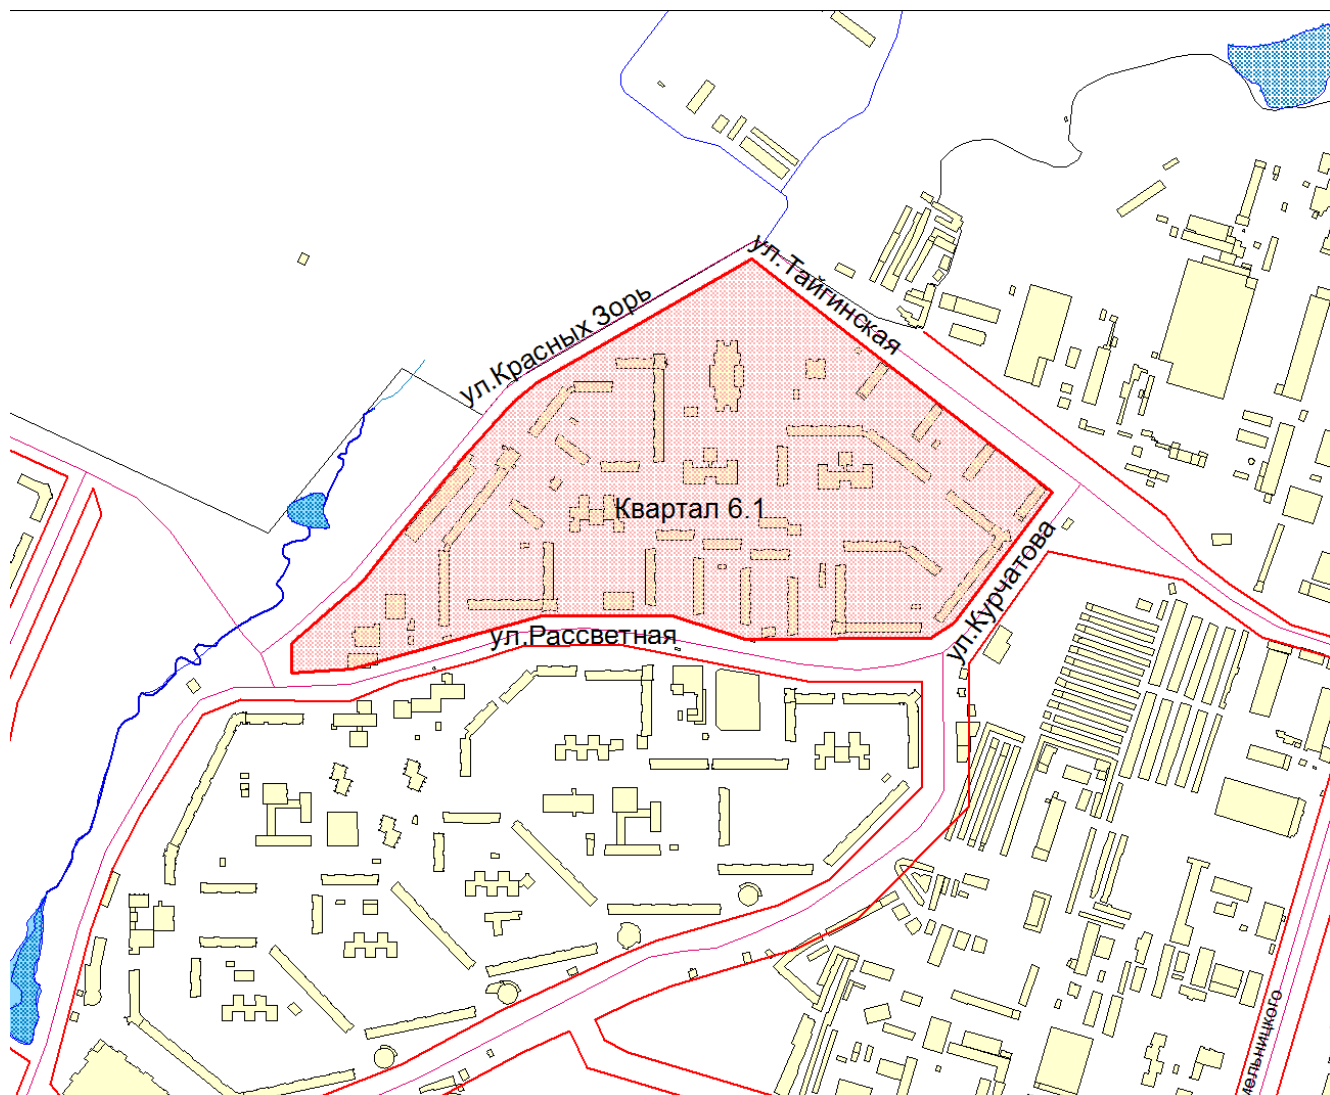 ул.Тайгинская
ул.Красных Зорь
Квартал 6.1
ул.Курчатова
ул.Рассветная
мельницкого